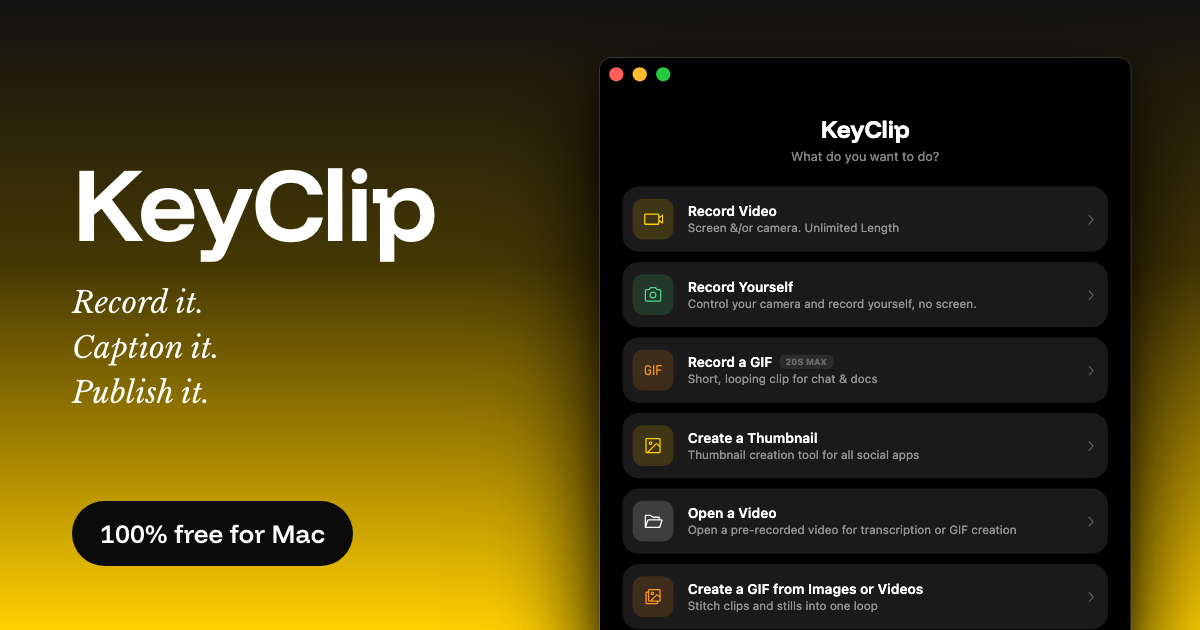 KeyClip
Record it.
Caption it.
Publish it.
100% free for Mac
KeyClip
What do you want to do?
Record Video
Screen &/or camera. Unlimited Length
Record Yourself
Control your camera and record yourself, no screen.
GIF
Record a GIF 20S MAX
Short, looping clip for chat & docs
Create a Thumbnail
Thumbnail creation tool for all social apps
Open a Video
Open a pre-recorded video for transcription or GIF creation
Create a GIF from Images or Videos
Stitch clips and stills into one loop